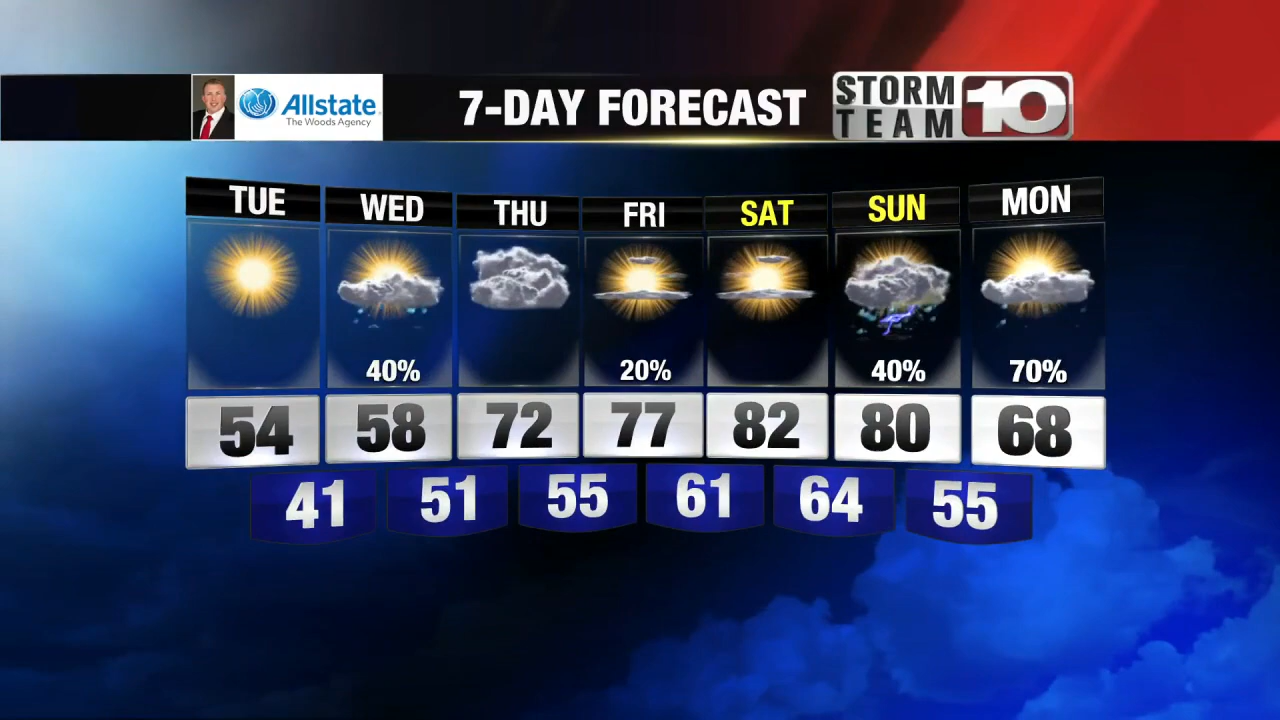 Allstate
The Woods Agency
7-DAY FORECAST
STORM TEAM 10
TUE WED THU FRI SAT SUN MON
40% 20% 40% 70%
54 58 72 77 82 80 68
41 51 55 61 64 55